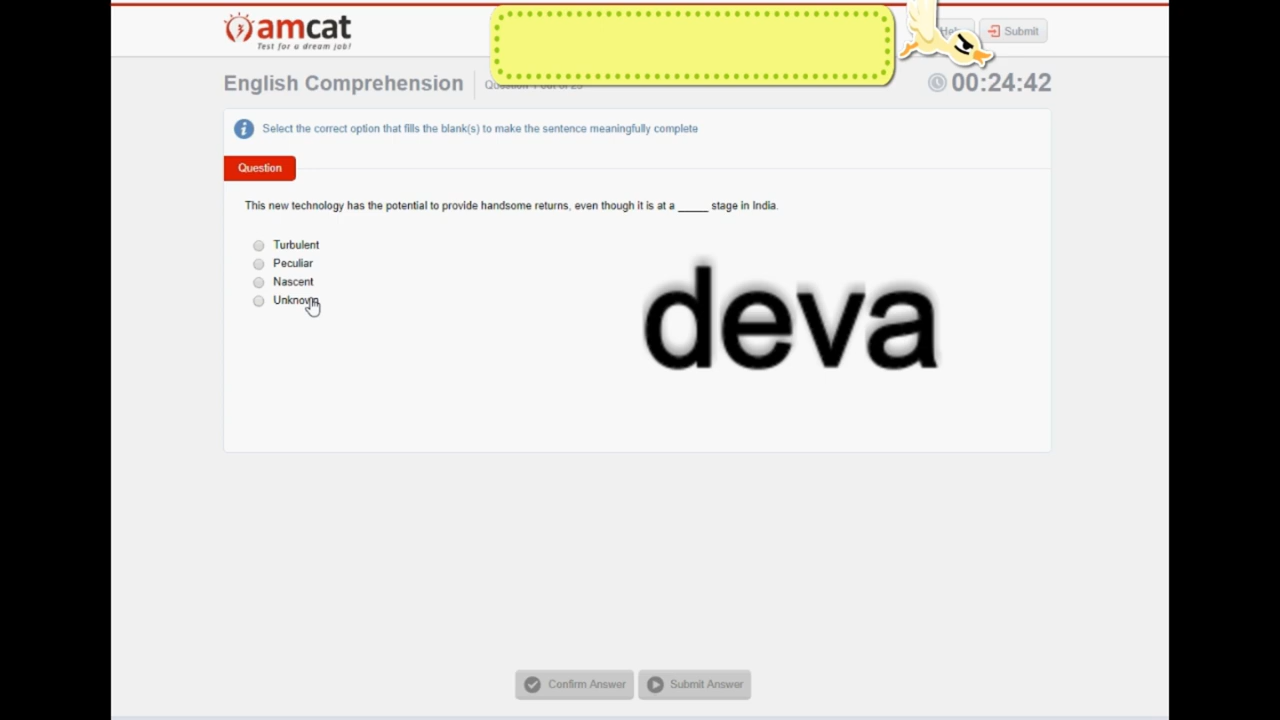 amcat
Test for a dream job!
Help
Submit
English Comprehension
00:24:42
Select the correct option that fills the blank(s) to make the sentence meaningfully complete
Question
This new technology has the potential to provide handsome returns, even though it is at a _____ stage in India.
Turbulent
Peculiar
Nascent
Unknown
deva
Confirm Answer
Submit Answer